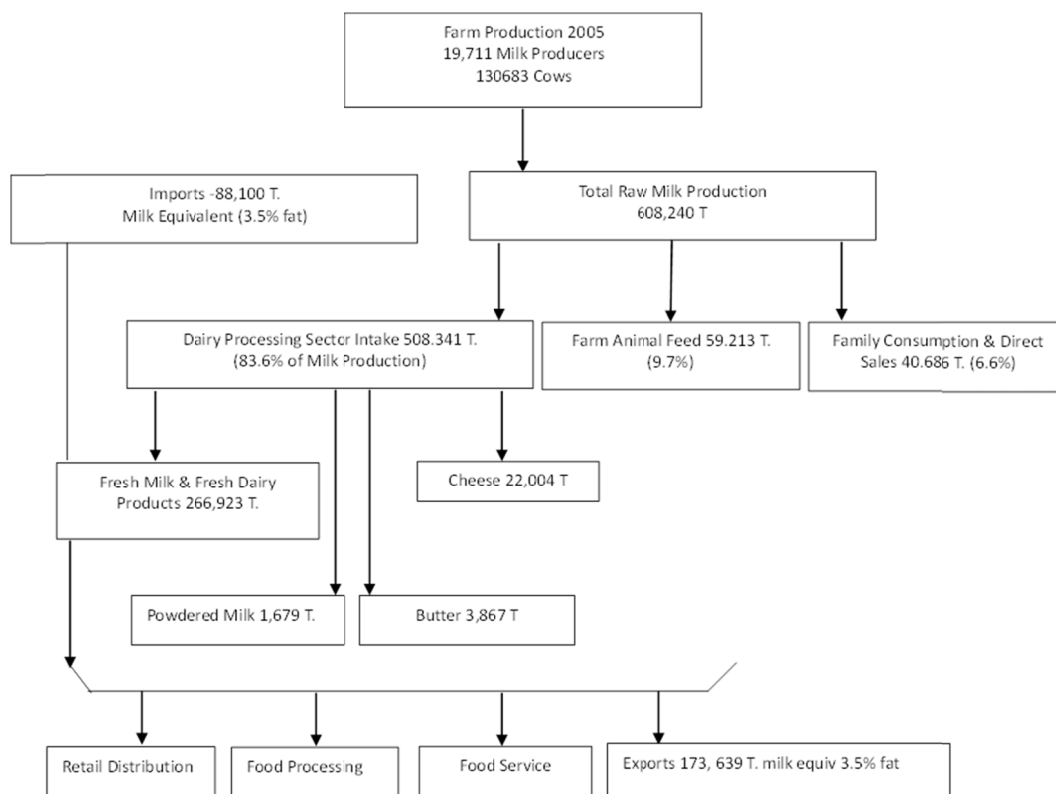 Farm Production 2005
19,711 Milk Producers
130683 Cows
Imports -88,100 T.
Milk Equivalent (3.5% fat)
Total Raw Milk Production
608,240 T
Dairy Processing Sector Intake 508.341 T.
(83.6% of Milk Production)
Farm Animal Feed 59.213 T.
(9.7%)
Family Consumption & Direct
Sales 40.686 T. (6.6%)
Fresh Milk & Fresh Dairy
Products 266,923 T.
Cheese 22,004 T
Powdered Milk 1,679 T.
Butter 3,867 T
Retail Distribution
Food Processing
Food Service
Exports 173, 639 T. milk equiv 3.5% fat